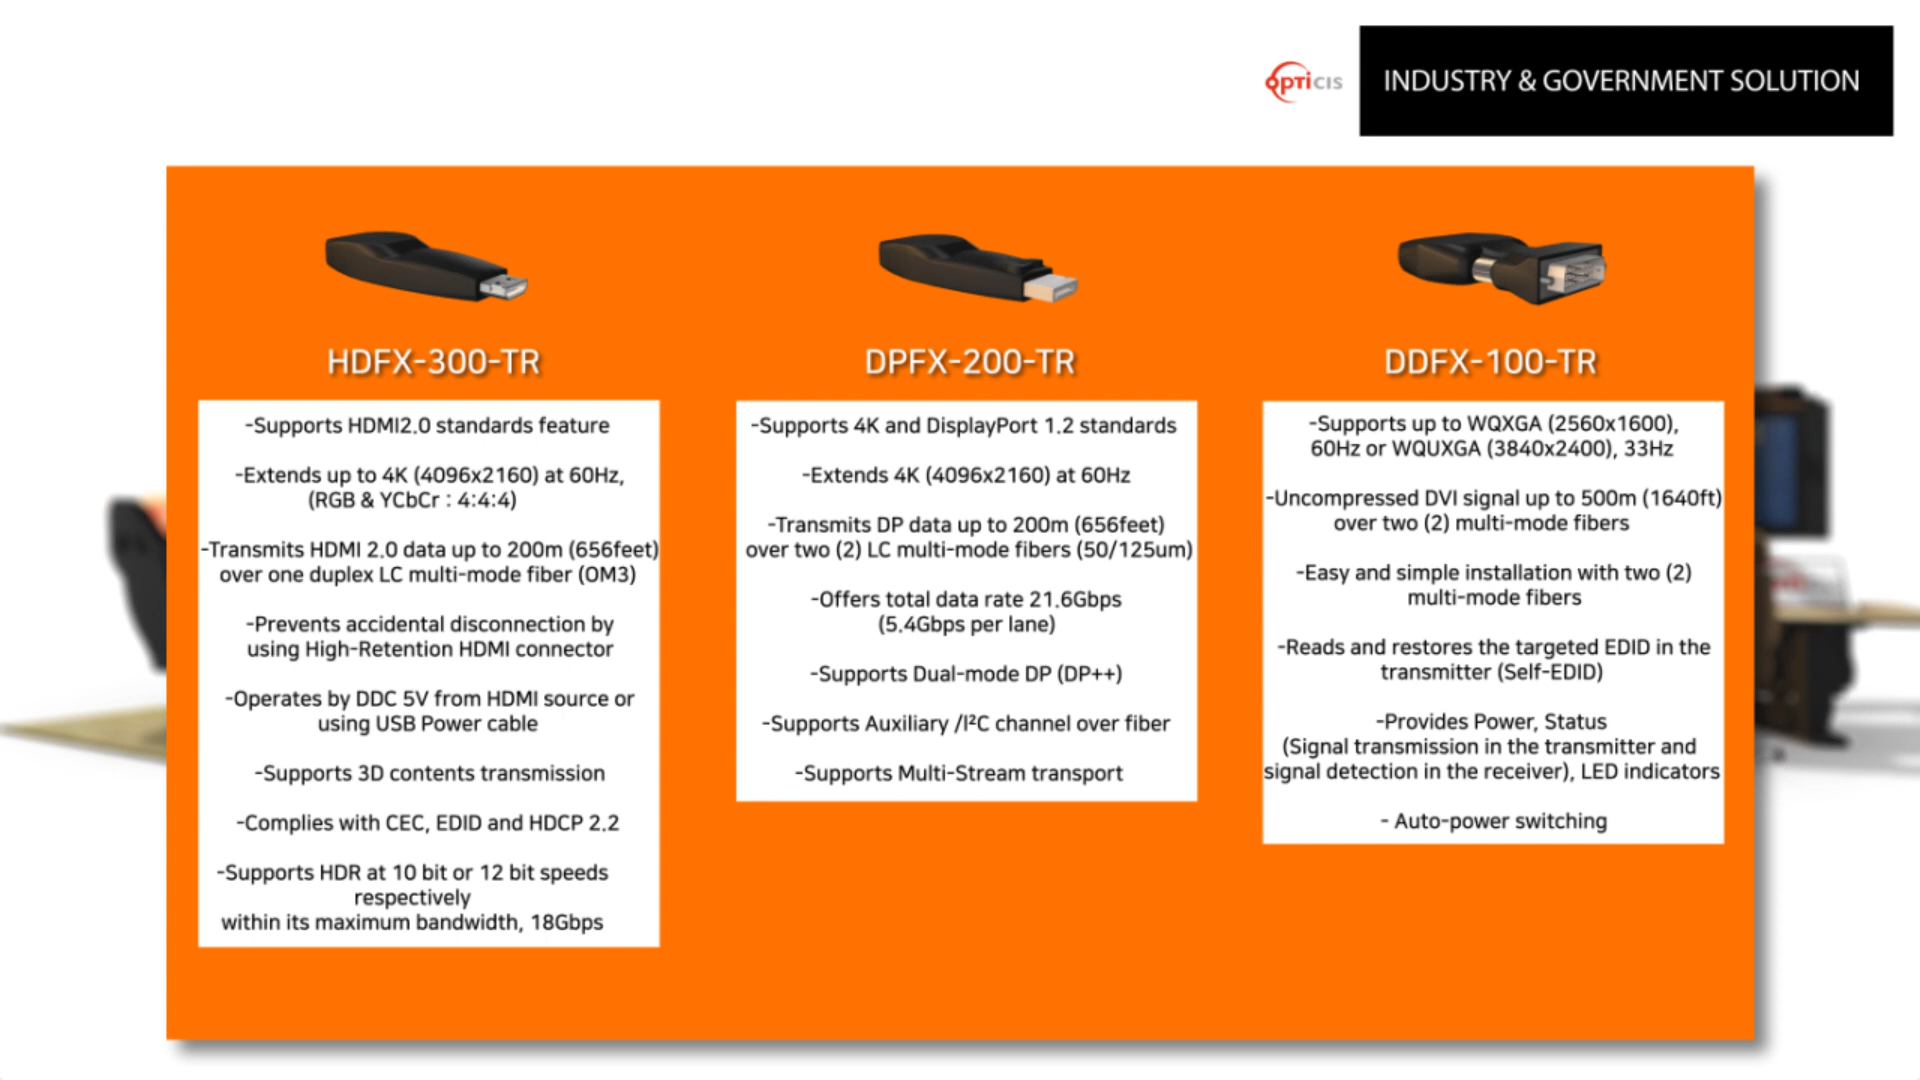 OPTICIS
INDUSTRY & GOVERNMENT SOLUTION
HDFX-300-TR
-Supports HDMI2.0 standards feature
-Extends up to 4K (4096x2160) at 60Hz,
(RGB & YCbCr : 4:4:4)
-Transmits HDMI 2.0 data up to 200m (656feet)
over one duplex LC multi-mode fiber (OM3)
-Prevents accidental disconnection by
using High-Retention HDMI connector
-Operates by DDC 5V from HDMI source or
using USB Power cable
-Supports 3D contents transmission
-Complies with CEC, EDID and HDCP 2.2
-Supports HDR at 10 bit or 12 bit speeds
respectively
within its maximum bandwidth, 18Gbps
DPFX-200-TR
-Supports 4K and DisplayPort 1.2 standards
-Extends 4K (4096x2160) at 60Hz
-Transmits DP data up to 200m (656feet)
over two (2) LC multi-mode fibers (50/125um)
-Offers total data rate 21.6Gbps
(5.4Gbps per lane)
-Supports Dual-mode DP (DP++)
-Supports Auxiliary /I²C channel over fiber
-Supports Multi-Stream transport
DDFX-100-TR
-Supports up to WQXGA (2560x1600),
60Hz or WQUXGA (3840x2400), 33Hz
-Uncompressed DVI signal up to 500m (1640ft)
over two (2) multi-mode fibers
-Easy and simple installation with two (2)
multi-mode fibers
-Reads and restores the targeted EDID in the
transmitter (Self-EDID)
-Provides Power, Status
(Signal transmission in the transmitter and
signal detection in the receiver), LED indicators
- Auto-power switching